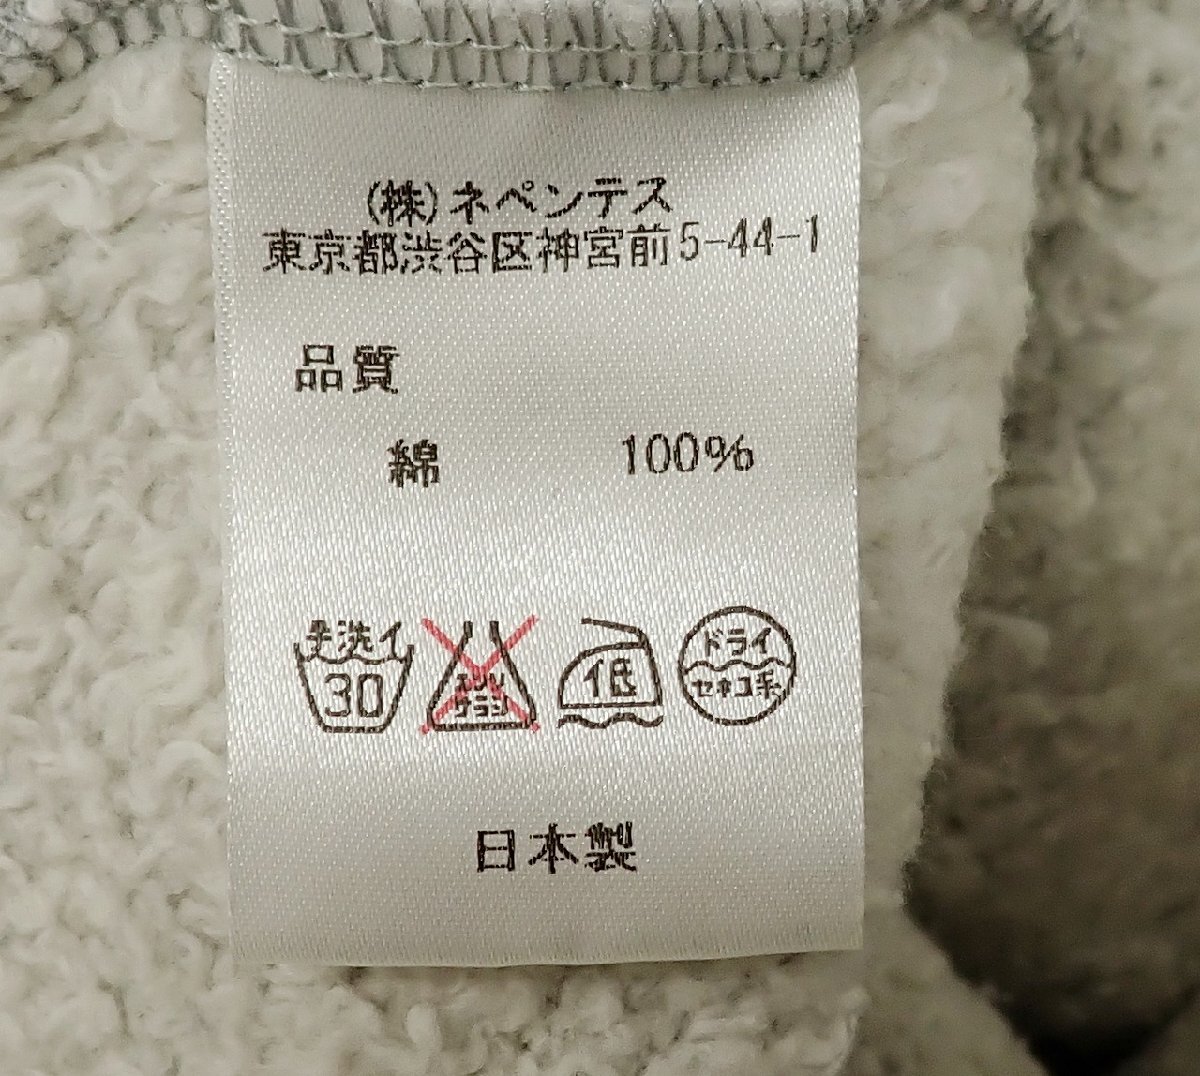 (株)ネペンテス
東京都渋谷区神宮前5-44-1
品質
綿 100%
手洗イ
30
エンソ
サラシ
低
ドライ
セキユ系
日本製